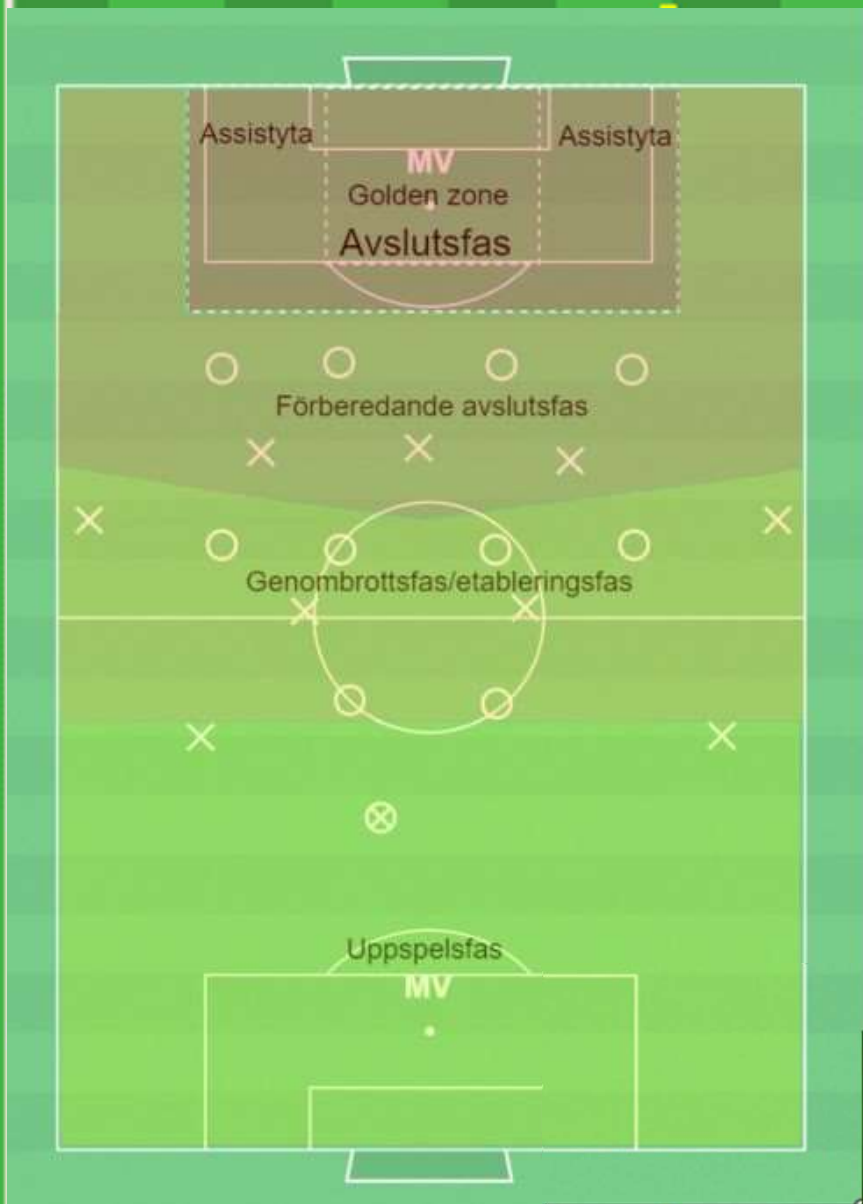 Assistyta
Assistyta
MV
Golden zone
Avslutsfas
Förberedande avslutsfas
Genombrottsfas/etableringsfas
Uppspelsfas
MV